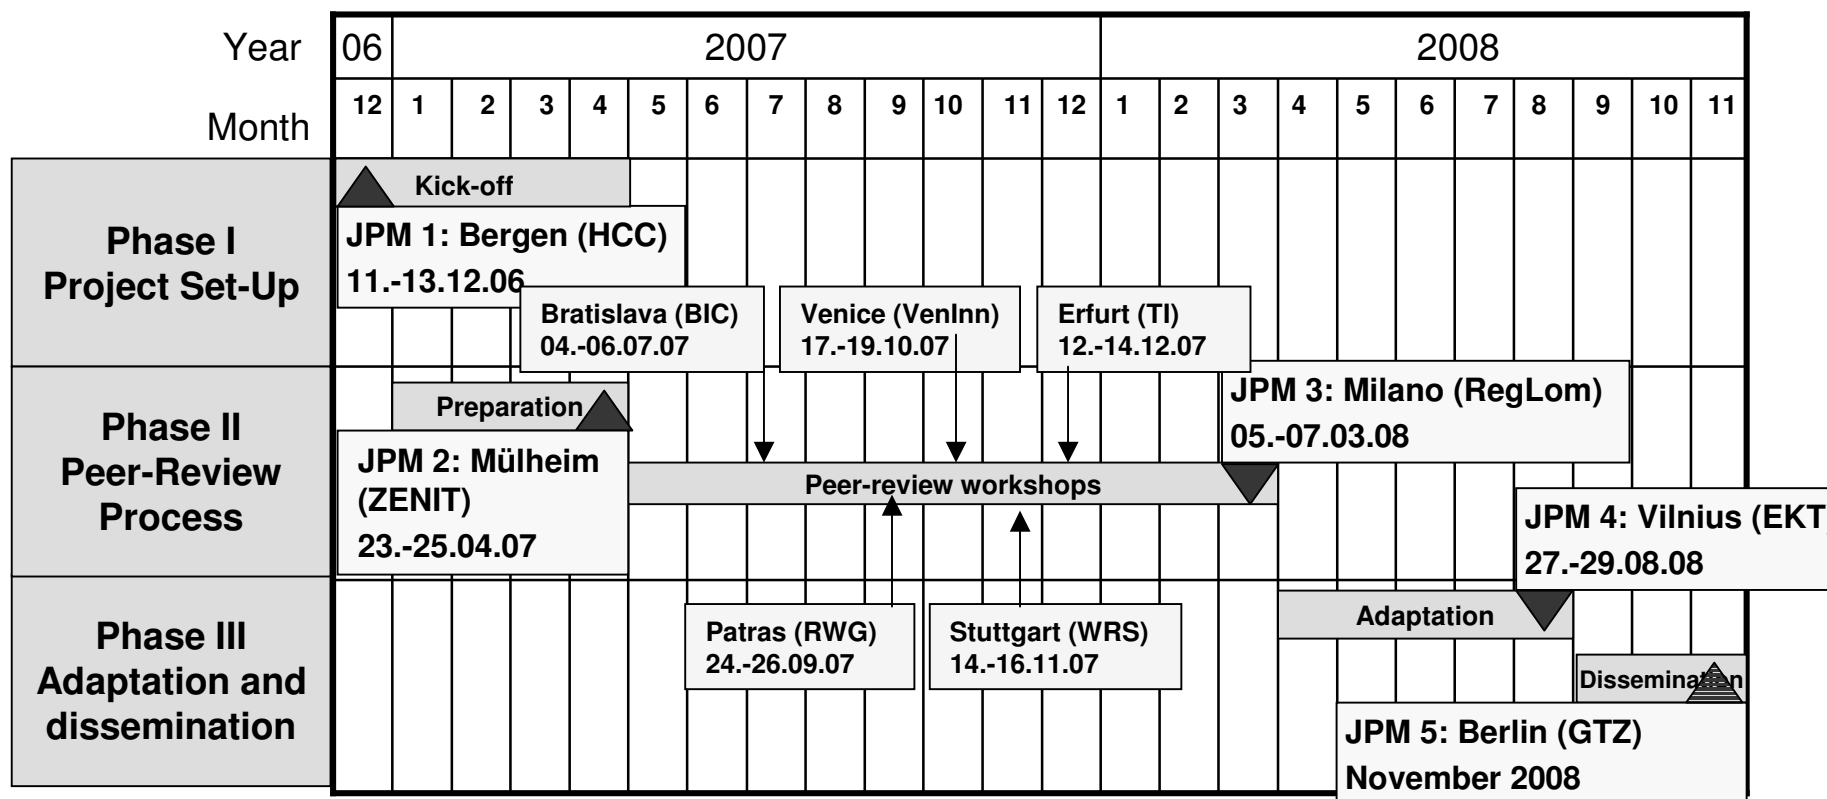 Year 06 2007 2008
Month 12 1 2 3 4 5 6 7 8 9 10 11 12 1 2 3 4 5 6 7 8 9 10 11
Phase I
Project Set-Up
Kick-off
JPM 1: Bergen (HCC)
11.-13.12.06
Bratislava (BIC)
04.-06.07.07
Venice (VenInn)
17.-19.10.07
Erfurt (TI)
12.-14.12.07
Phase II
Peer-Review
Process
Preparation
JPM 2: Mülheim
(ZENIT)
23.-25.04.07
JPM 3: Milano (RegLom)
05.-07.03.08
Peer-review workshops
JPM 4: Vilnius (EKT
27.-29.08.08
Phase III
Adaptation and
dissemination
Patras (RWG)
24.-26.09.07
Stuttgart (WRS)
14.-16.11.07
Adaptation
Dissemination
JPM 5: Berlin (GTZ)
November 2008